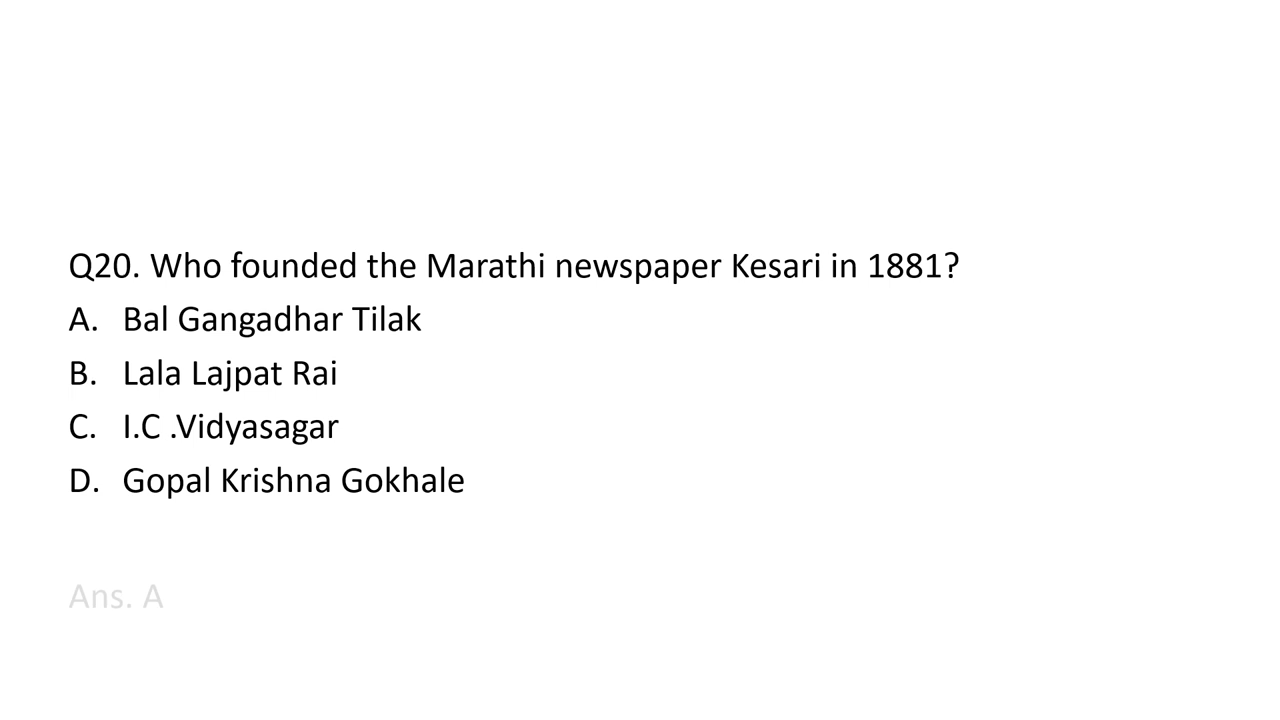 Q20. Who founded the Marathi newspaper Kesari in 1881?
A. Bal Gangadhar Tilak
B. Lala Lajpat Rai
C. I.C .Vidyasagar
D. Gopal Krishna Gokhale
Ans. A